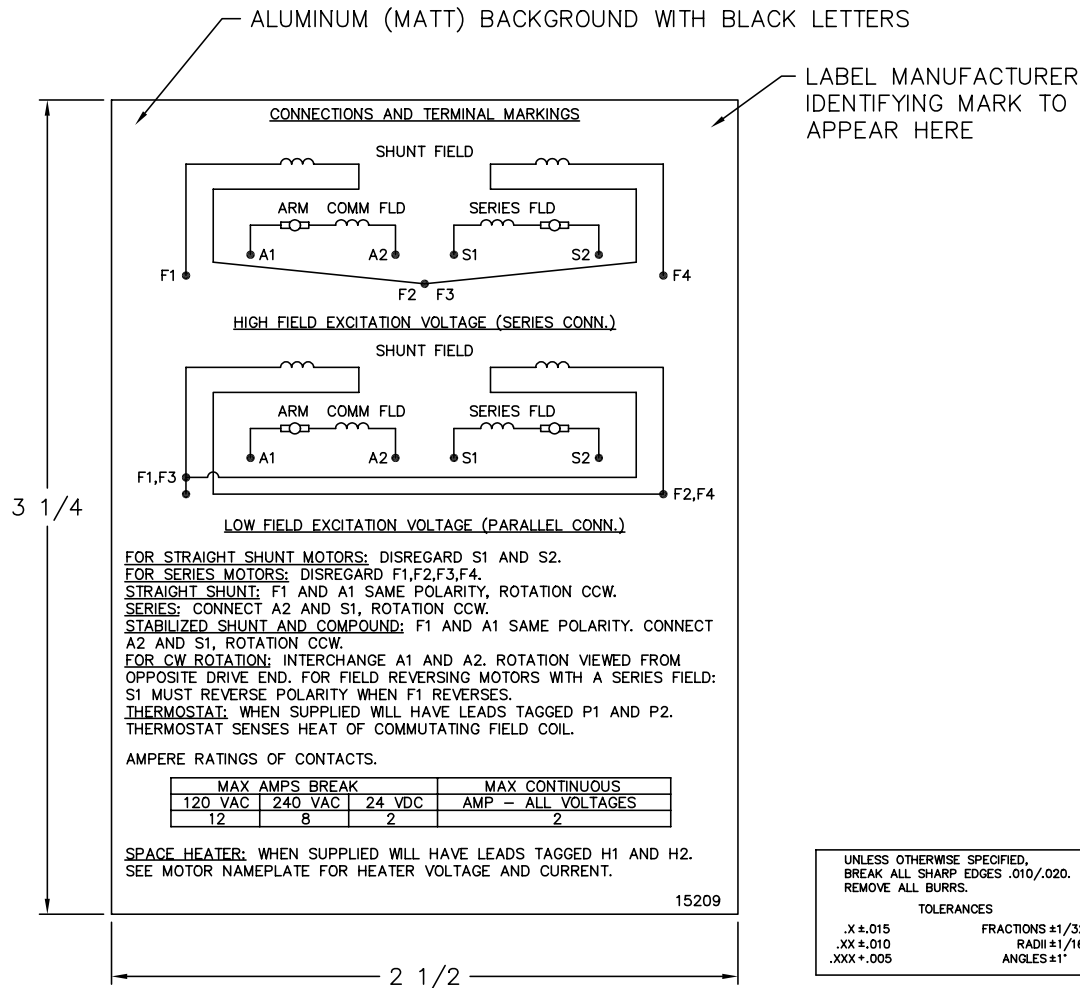 ALUMINUM (MATT) BACKGROUND WITH BLACK LETTERS
LABEL MANUFACTURER
IDENTIFYING MARK TO
APPEAR HERE
CONNECTIONS AND TERMINAL MARKINGS
SHUNT FIELD
ARM COMM FLD SERIES FLD
A1 A2 S1 S2
F1 F4
F2 F3
HIGH FIELD EXCITATION VOLTAGE (SERIES CONN.)
SHUNT FIELD
ARM COMM FLD SERIES FLD
A1 A2 S1 S2
F1,F3
F2,F4
3 1/4
LOW FIELD EXCITATION VOLTAGE (PARALLEL CONN.)
FOR STRAIGHT SHUNT MOTORS: DISREGARD S1 AND S2.
FOR SERIES MOTORS: DISREGARD F1,F2,F3,F4.
STRAIGHT SHUNT: F1 AND A1 SAME POLARITY, ROTATION CCW.
SERIES: CONNECT A2 AND S1, ROTATION CCW.
STABILIZED SHUNT AND COMPOUND: F1 AND A1 SAME POLARITY. CONNECT
A2 AND S1, ROTATION CCW.
FOR CW ROTATION: INTERCHANGE A1 AND A2. ROTATION VIEWED FROM
OPPOSITE DRIVE END. FOR FIELD REVERSING MOTORS WITH A SERIES FIELD:
S1 MUST REVERSE POLARITY WHEN F1 REVERSES.
THERMOSTAT: WHEN SUPPLIED WILL HAVE LEADS TAGGED P1 AND P2.
THERMOSTAT SENSES HEAT OF COMMUTATING FIELD COIL.
AMPERE RATINGS OF CONTACTS.
MAX AMPS BREAK MAX CONTINUOUS
120 VAC 240 VAC 24 VDC AMP – ALL VOLTAGES
12 8 2 2
SPACE HEATER: WHEN SUPPLIED WILL HAVE LEADS TAGGED H1 AND H2.
SEE MOTOR NAMEPLATE FOR HEATER VOLTAGE AND CURRENT.
15209
2 1/2
UNLESS OTHERWISE SPECIFIED,
BREAK ALL SHARP EDGES .010/.020.
REMOVE ALL BURRS.
TOLERANCES
.X ±.015 FRACTIONS ±1/32
.XX ±.010 RADII ±1/16
.XXX +.005 ANGLES ±1°